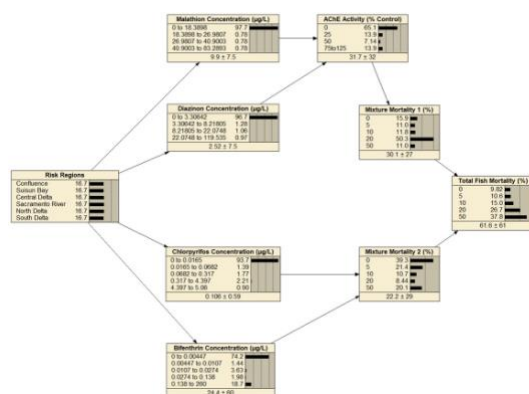 Malathion Concentration (µg/L)
0 to 18.3898 97.7
18.3898 to 26.9807 0.78
26.9807 to 40.9003 0.78
40.9003 to 83.2893 0.78
9.9 ± 7.5
AChE Activity (% Control)
0 65.1
25 13.9
50 7.14
75to125 13.9
31.7 ± 32
Diazinon Concentration (µg/L)
0 to 3.30642 96.7
3.30642 to 8.21805 1.28
8.21805 to 22.0748 1.06
22.0748 to 119.535 0.97
2.52 ± 7.5
Mixture Mortality 1 (%)
0 15.9
5 11.0
10 11.8
20 50.3
50 11.0
30.1 ± 27
Risk Regions
Confluence 16.7
Suisun Bay 16.7
Central Delta 16.7
Sacramento River 16.7
North Delta 16.7
South Delta 16.7
Total Fish Mortality (%)
0 9.82
5 10.6
10 15.0
20 26.7
50 37.8
61.6 ± 61
Chlorpyrifos Concentration (µg/L)
0 to 0.0165 93.7
0.0165 to 0.0682 1.39
0.0682 to 0.317 1.77
0.317 to 4.397 2.21
4.397 to 5.06 0.90
0.106 ± 0.59
Mixture Mortality 2 (%)
0 39.3
5 21.4
10 10.7
20 8.44
50 20.1
22.2 ± 29
Bifenthrin Concentration (µg/L)
0 to 0.00447 74.2
0.00447 to 0.0107 1.44
0.0107 to 0.0274 3.63
0.0274 to 0.138 1.98
0.138 to 260 18.7
24.4 ± 60